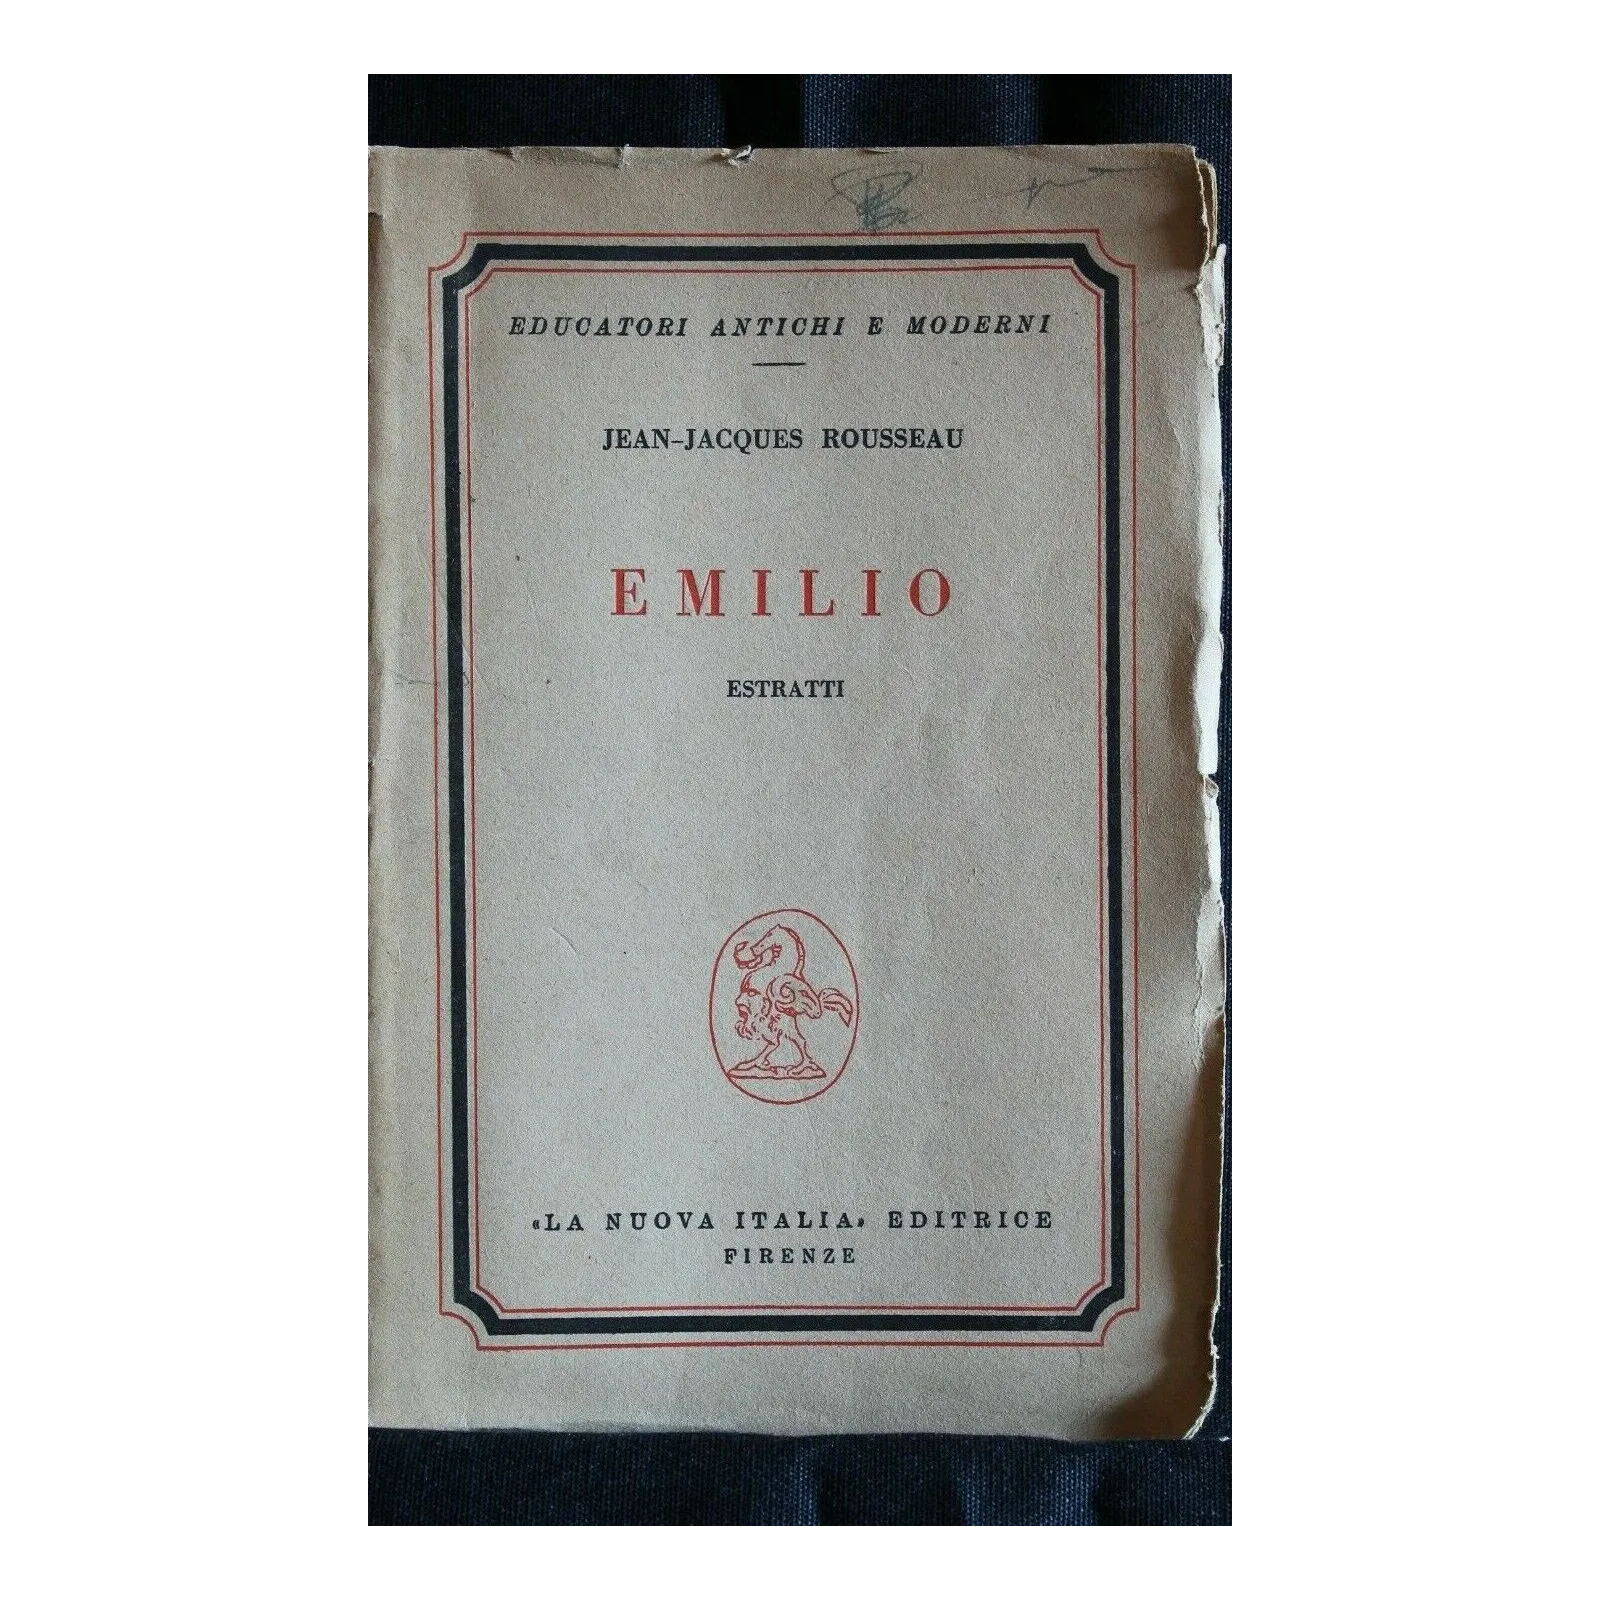 EDUCATORI ANTICHI E MODERNI
JEAN-JACQUES ROUSSEAU
EMILIO
ESTRATTI
«LA NUOVA ITALIA» EDITRICE
FIRENZE